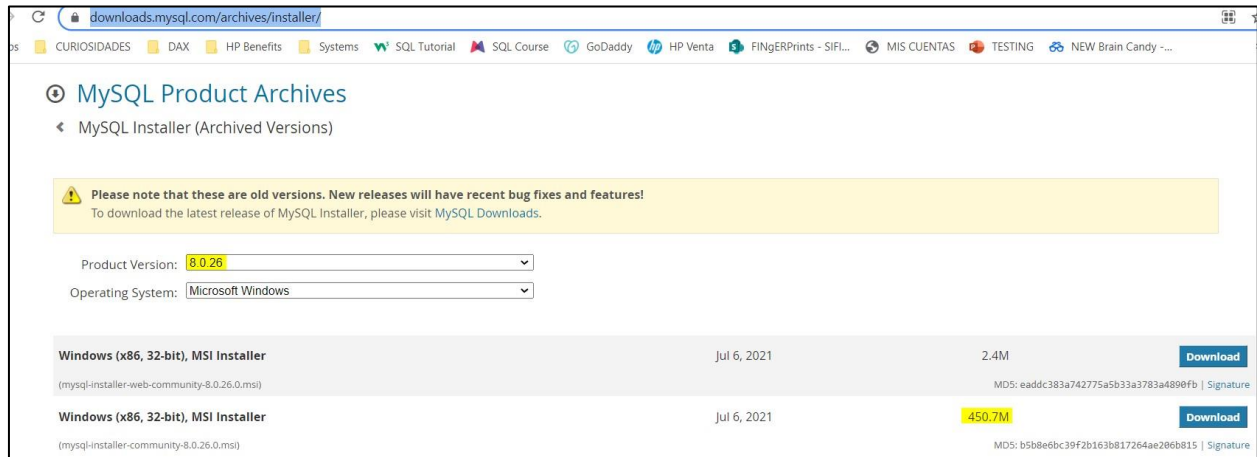 downloads.mysql.com/archives/installer/
CURIOSIDADES DAX HP Benefits Systems SQL Tutorial SQL Course GoDaddy HP Venta FINgERPrints - SIFI... MIS CUENTAS TESTING NEW Brain Candy -...
MySQL Product Archives
MySQL Installer (Archived Versions)
Please note that these are old versions. New releases will have recent bug fixes and features!
To download the latest release of MySQL Installer, please visit MySQL Downloads.
Product Version: 8.0.26
Operating System: Microsoft Windows
Windows (x86, 32-bit), MSI Installer Jul 6, 2021 2.4M Download
(mysql-installer-web-community-8.0.26.0.msi) MD5: eaddc383a742775a5b33a3783a4890fb | Signature
Windows (x86, 32-bit), MSI Installer Jul 6, 2021 450.7M Download
(mysql-installer-community-8.0.26.0.msi) MD5: b5b8e6bc39f2b163b817264ae206b815 | Signature